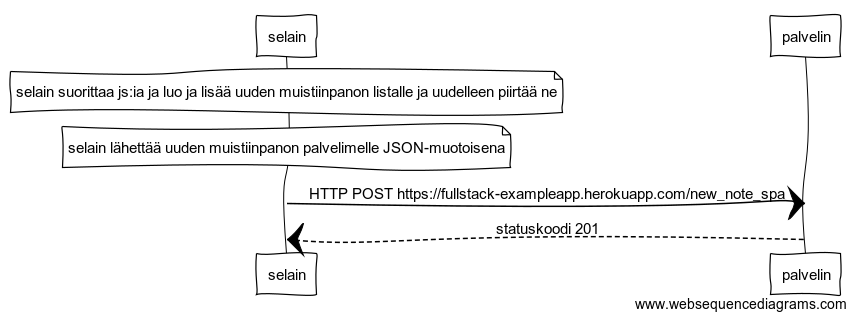 selain
palvelin
selain suorittaa js:ia ja luo ja lisää uuden muistiinpanon listalle ja uudelleen piirtää ne
selain lähettää uuden muistiinpanon palvelimelle JSON-muotoisena
HTTP POST https://fullstack-exampleapp.herokuapp.com/new_note_spa
statuskoodi 201
selain
palvelin
www.websequencediagrams.com